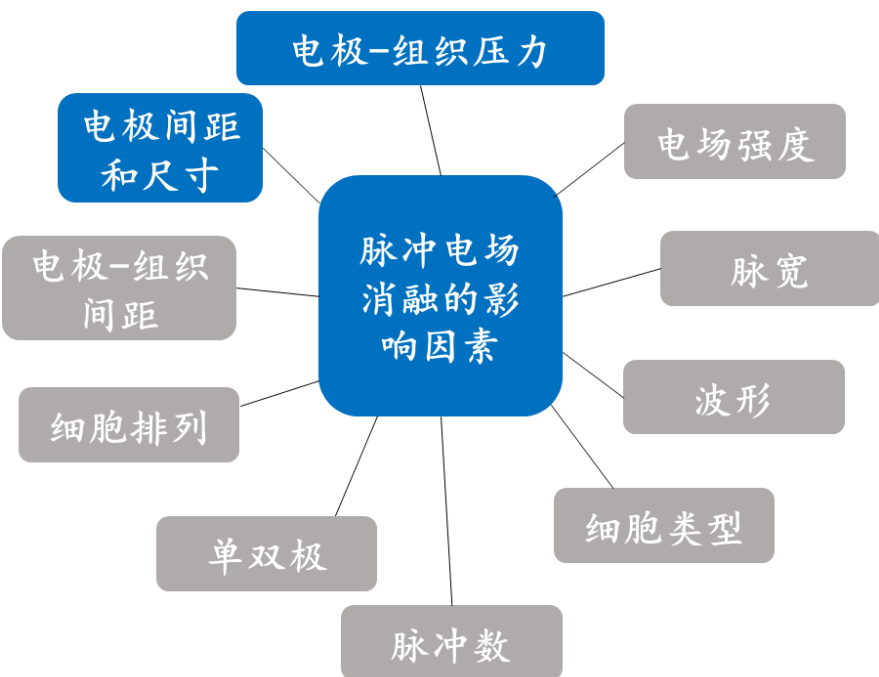 电极-组织压力
电极间距
和尺寸
电场强度
脉冲电场
消融的影
响因素
电极-组织
间距
脉宽
细胞排列
波形
单双极
细胞类型
脉冲数